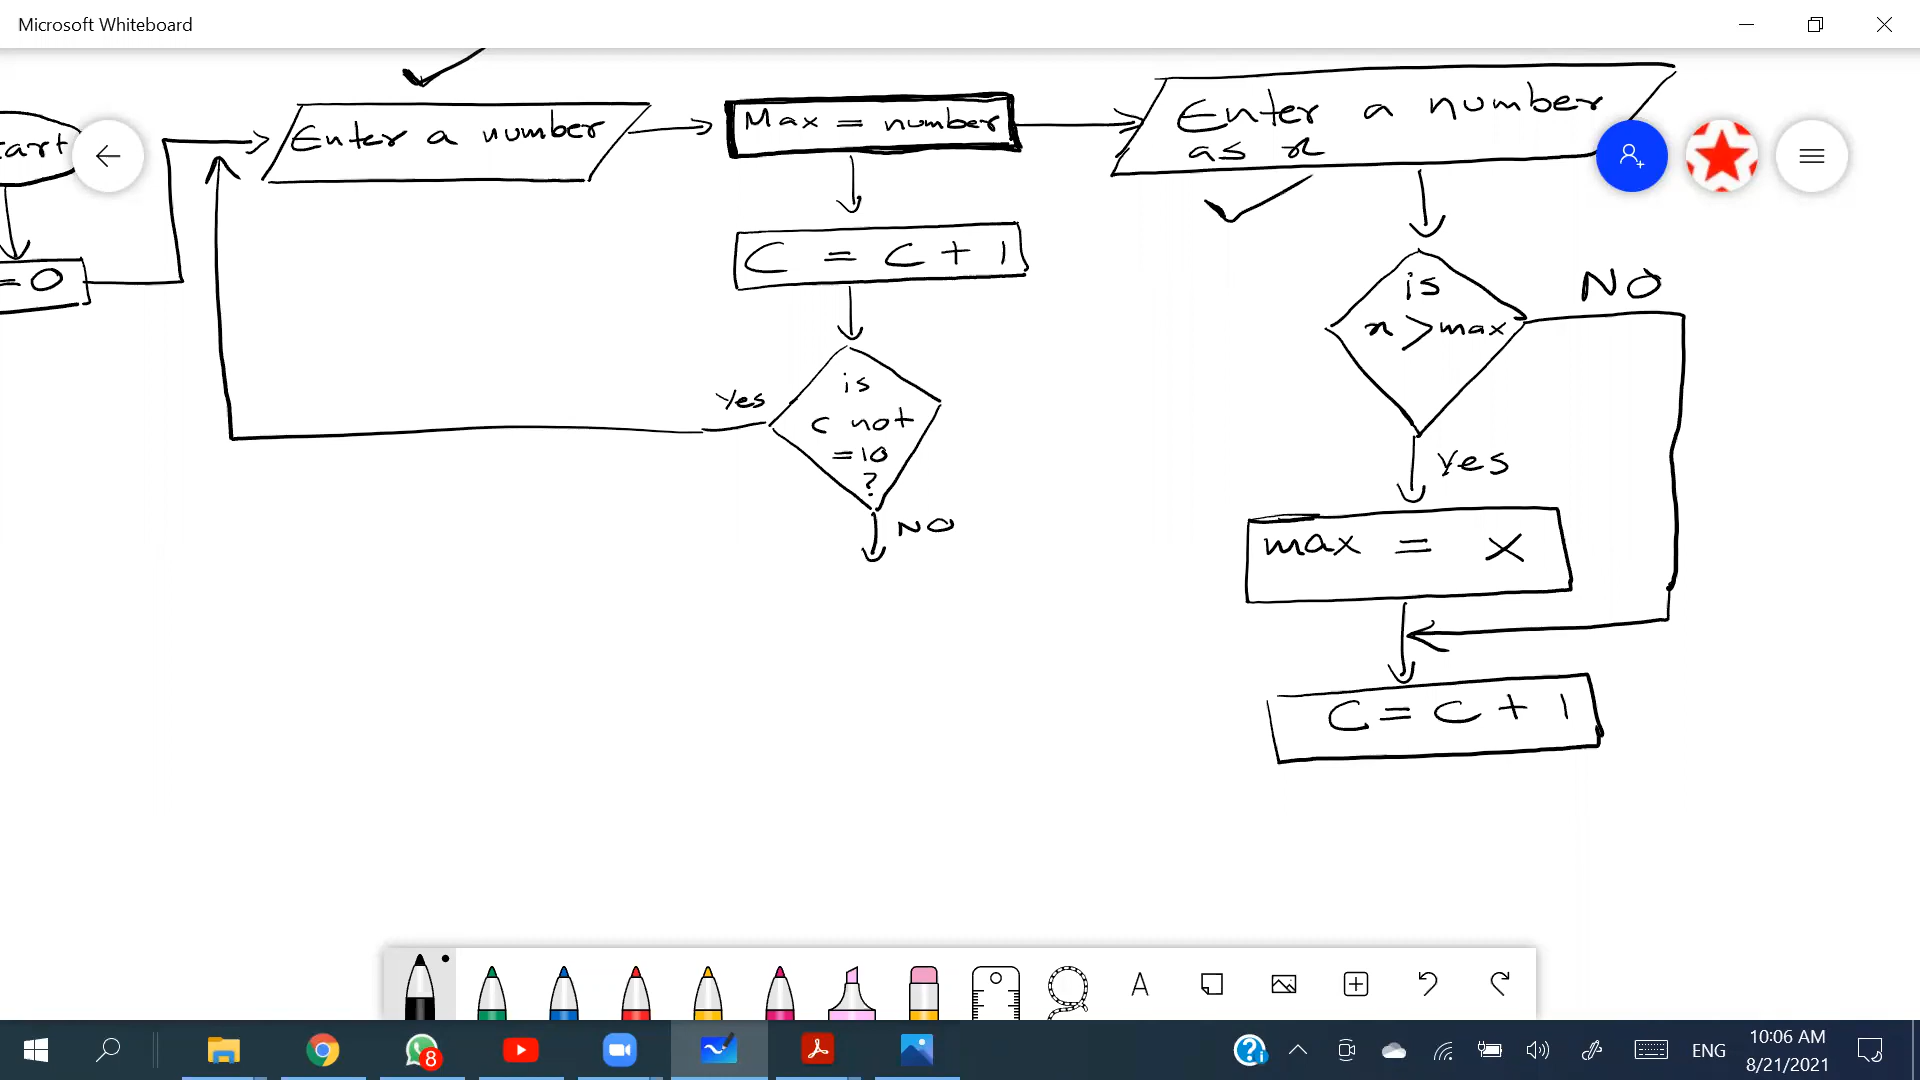 Microsoft Whiteboard
tart
= 0
Enter a number
Max = number
C = C + 1
is
c not
= 10
?
Yes
NO
Enter a number
as x
is
x > max
NO
Yes
max = x
C = C + 1
A
8
ENG
10:06 AM
8/21/2021